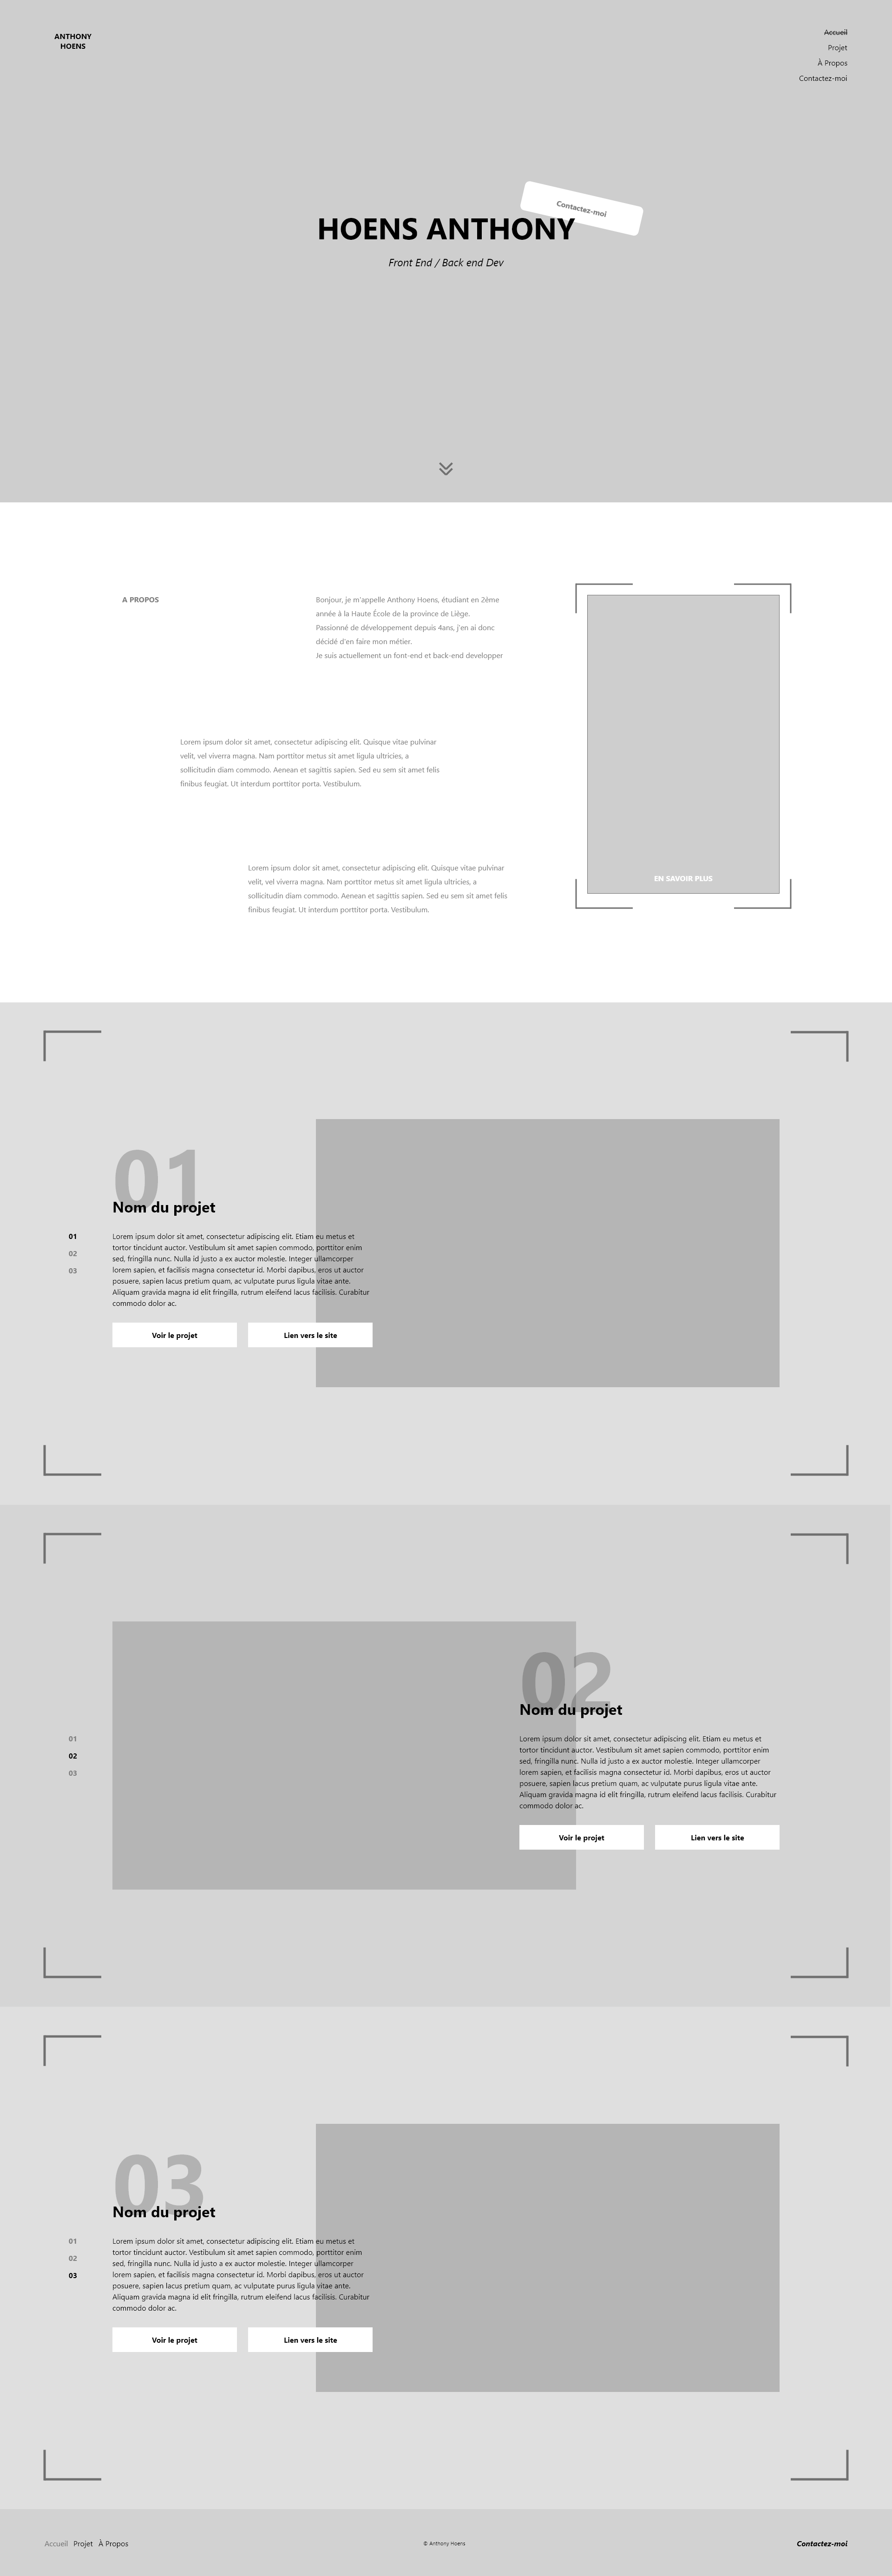 ANTHONY
HOENS
Accueil
Projet
À Propos
Contactez-moi
Contactez-moi
HOENS ANTHONY
Front End / Back end Dev
A PROPOS
Bonjour, je m'appelle Anthony Hoens, étudiant en 2ème
année à la Haute École de la province de Liège.
Passionné de développement depuis 4ans, j'en ai donc
décidé d'en faire mon métier.
Je suis actuellement un font-end et back-end developper
Lorem ipsum dolor sit amet, consectetur adipiscing elit. Quisque vitae pulvinar
velit, vel viverra magna. Nam porttitor metus sit amet ligula ultricies, a
sollicitudin diam commodo. Aenean et sagittis sapien. Sed eu sem sit amet felis
finibus feugiat. Ut interdum porttitor porta. Vestibulum.
Lorem ipsum dolor sit amet, consectetur adipiscing elit. Quisque vitae pulvinar
velit, vel viverra magna. Nam porttitor metus sit amet ligula ultricies, a
sollicitudin diam commodo. Aenean et sagittis sapien. Sed eu sem sit amet felis
finibus feugiat. Ut interdum porttitor porta. Vestibulum.
EN SAVOIR PLUS
01
Nom du projet
01
02
03
Lorem ipsum dolor sit amet, consectetur adipiscing elit. Etiam eu metus et
tortor tincidunt auctor. Vestibulum sit amet sapien commodo, porttitor enim
sed, fringilla nunc. Nulla id justo a ex auctor molestie. Integer ullamcorper
lorem sapien, et facilisis magna consectetur id. Morbi dapibus, eros ut auctor
posuere, sapien lacus pretium quam, ac vulputate purus ligula vitae ante.
Aliquam gravida magna id elit fringilla, rutrum eleifend lacus facilisis. Curabitur
commodo dolor ac.
Voir le projet
Lien vers le site
02
Nom du projet
01
02
03
Lorem ipsum dolor sit amet, consectetur adipiscing elit. Etiam eu metus et
tortor tincidunt auctor. Vestibulum sit amet sapien commodo, porttitor enim
sed, fringilla nunc. Nulla id justo a ex auctor molestie. Integer ullamcorper
lorem sapien, et facilisis magna consectetur id. Morbi dapibus, eros ut auctor
posuere, sapien lacus pretium quam, ac vulputate purus ligula vitae ante.
Aliquam gravida magna id elit fringilla, rutrum eleifend lacus facilisis. Curabitur
commodo dolor ac.
Voir le projet
Lien vers le site
03
Nom du projet
01
02
03
Lorem ipsum dolor sit amet, consectetur adipiscing elit. Etiam eu metus et
tortor tincidunt auctor. Vestibulum sit amet sapien commodo, porttitor enim
sed, fringilla nunc. Nulla id justo a ex auctor molestie. Integer ullamcorper
lorem sapien, et facilisis magna consectetur id. Morbi dapibus, eros ut auctor
posuere, sapien lacus pretium quam, ac vulputate purus ligula vitae ante.
Aliquam gravida magna id elit fringilla, rutrum eleifend lacus facilisis. Curabitur
commodo dolor ac.
Voir le projet
Lien vers le site
Accueil Projet À Propos
© Anthony Hoens
Contactez-moi